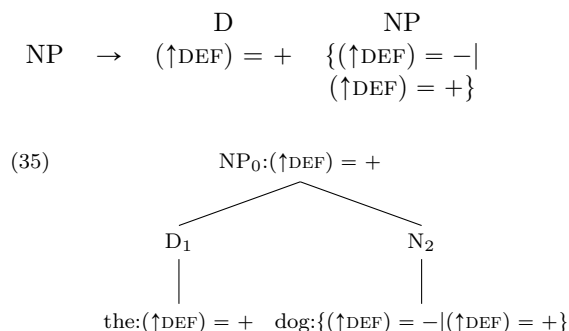 D NP
NP → (↑DEF) = + {(↑DEF) = −|
(↑DEF) = +}
(35) NP₀:(↑DEF) = +
D₁ N₂
the:(↑DEF) = + dog:{(↑DEF) = −|(↑DEF) = +}